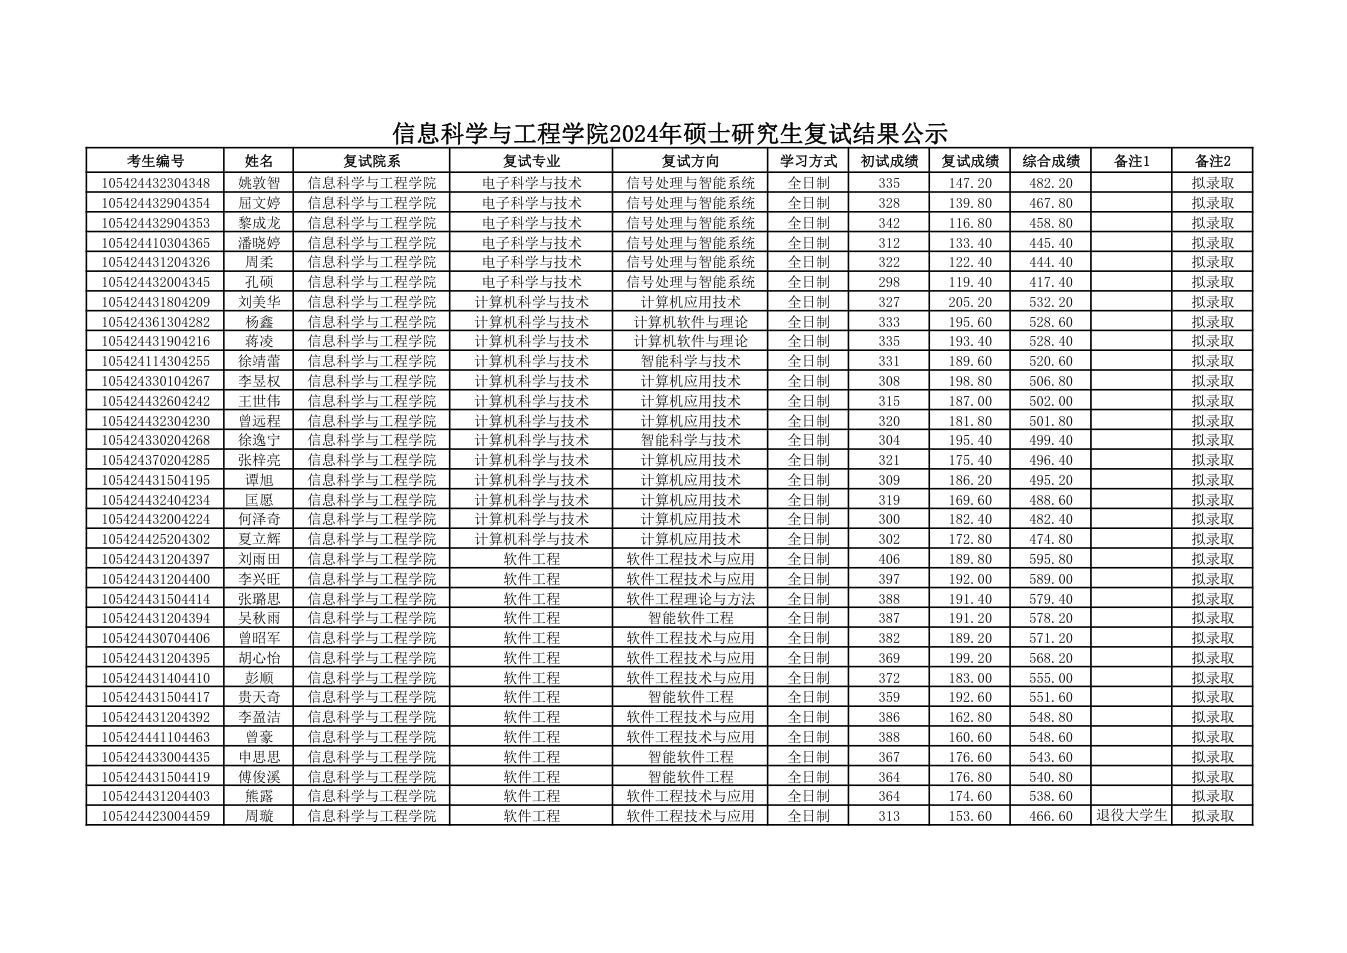 信息科学与工程学院2024年硕士研究生复试结果公示
考生编号 姓名 复试院系 复试专业 复试方向 学习方式 初试成绩 复试成绩 综合成绩 备注1 备注2
105424432304348 姚敦智 信息科学与工程学院 电子科学与技术 信号处理与智能系统 全日制 335 147.20 482.20 拟录取
105424432904354 屈文婷 信息科学与工程学院 电子科学与技术 信号处理与智能系统 全日制 328 139.80 467.80 拟录取
105424432904353 黎成龙 信息科学与工程学院 电子科学与技术 信号处理与智能系统 全日制 342 116.80 458.80 拟录取
105424410304365 潘晓婷 信息科学与工程学院 电子科学与技术 信号处理与智能系统 全日制 312 133.40 445.40 拟录取
105424431204326 周柔 信息科学与工程学院 电子科学与技术 信号处理与智能系统 全日制 322 122.40 444.40 拟录取
105424432004345 孔硕 信息科学与工程学院 电子科学与技术 信号处理与智能系统 全日制 298 119.40 417.40 拟录取
105424431804209 刘美华 信息科学与工程学院 计算机科学与技术 计算机应用技术 全日制 327 205.20 532.20 拟录取
105424361304282 杨鑫 信息科学与工程学院 计算机科学与技术 计算机软件与理论 全日制 333 195.60 528.60 拟录取
105424431904216 蒋凌 信息科学与工程学院 计算机科学与技术 计算机软件与理论 全日制 335 193.40 528.40 拟录取
105424114304255 徐靖蕾 信息科学与工程学院 计算机科学与技术 智能科学与技术 全日制 331 189.60 520.60 拟录取
105424330104267 李昱权 信息科学与工程学院 计算机科学与技术 计算机应用技术 全日制 308 198.80 506.80 拟录取
105424432604242 王世伟 信息科学与工程学院 计算机科学与技术 计算机应用技术 全日制 315 187.00 502.00 拟录取
105424432304230 曾远程 信息科学与工程学院 计算机科学与技术 计算机应用技术 全日制 320 181.80 501.80 拟录取
105424330204268 徐逸宁 信息科学与工程学院 计算机科学与技术 智能科学与技术 全日制 304 195.40 499.40 拟录取
105424370204285 张梓亮 信息科学与工程学院 计算机科学与技术 计算机应用技术 全日制 321 175.40 496.40 拟录取
105424431504195 谭旭 信息科学与工程学院 计算机科学与技术 计算机应用技术 全日制 309 186.20 495.20 拟录取
105424432404234 匡愿 信息科学与工程学院 计算机科学与技术 计算机应用技术 全日制 319 169.60 488.60 拟录取
105424432004224 何泽奇 信息科学与工程学院 计算机科学与技术 计算机应用技术 全日制 300 182.40 482.40 拟录取
105424425204302 夏立辉 信息科学与工程学院 计算机科学与技术 计算机应用技术 全日制 302 172.80 474.80 拟录取
105424431204397 刘雨田 信息科学与工程学院 软件工程 软件工程技术与应用 全日制 406 189.80 595.80 拟录取
105424431204400 李兴旺 信息科学与工程学院 软件工程 软件工程技术与应用 全日制 397 192.00 589.00 拟录取
105424431504414 张璐思 信息科学与工程学院 软件工程 软件工程理论与方法 全日制 388 191.40 579.40 拟录取
105424431204394 吴秋雨 信息科学与工程学院 软件工程 智能软件工程 全日制 387 191.20 578.20 拟录取
105424430704406 曾昭军 信息科学与工程学院 软件工程 软件工程技术与应用 全日制 382 189.20 571.20 拟录取
105424431204395 胡心怡 信息科学与工程学院 软件工程 软件工程技术与应用 全日制 369 199.20 568.20 拟录取
105424431404410 彭顺 信息科学与工程学院 软件工程 软件工程技术与应用 全日制 372 183.00 555.00 拟录取
105424431504417 贵天奇 信息科学与工程学院 软件工程 智能软件工程 全日制 359 192.60 551.60 拟录取
105424431204392 李盈洁 信息科学与工程学院 软件工程 软件工程技术与应用 全日制 386 162.80 548.80 拟录取
105424441104463 曾豪 信息科学与工程学院 软件工程 软件工程技术与应用 全日制 388 160.60 548.60 拟录取
105424433004435 申思思 信息科学与工程学院 软件工程 智能软件工程 全日制 367 176.60 543.60 拟录取
105424431504419 傅俊溪 信息科学与工程学院 软件工程 智能软件工程 全日制 364 176.80 540.80 拟录取
105424431204403 熊露 信息科学与工程学院 软件工程 软件工程技术与应用 全日制 364 174.60 538.60 拟录取
105424423004459 周璇 信息科学与工程学院 软件工程 软件工程技术与应用 全日制 313 153.60 466.60 退役大学生 拟录取